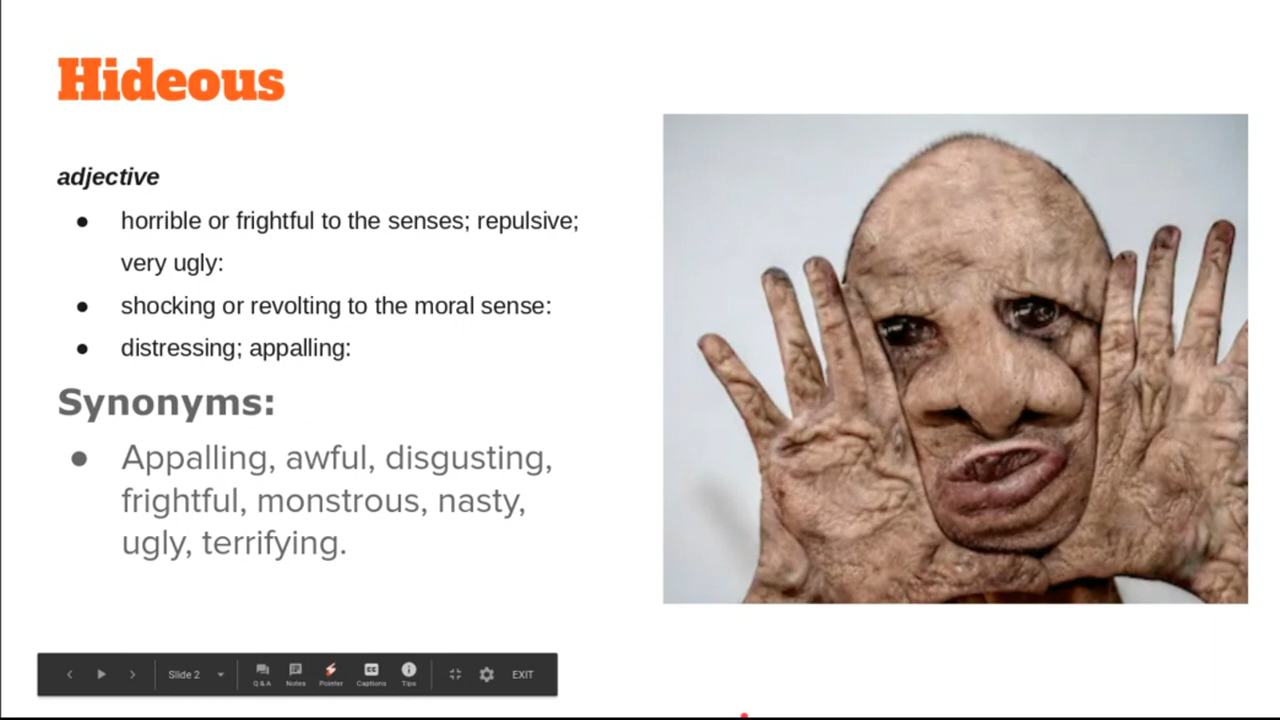 Hideous
adjective
● horrible or frightful to the senses; repulsive;
very ugly:
● shocking or revolting to the moral sense:
● distressing; appalling:
Synonyms:
● Appalling, awful, disgusting,
frightful, monstrous, nasty,
ugly, terrifying.
Slide 2
Q & A
Notes
Pointer
CC
Captions
Tips
EXIT